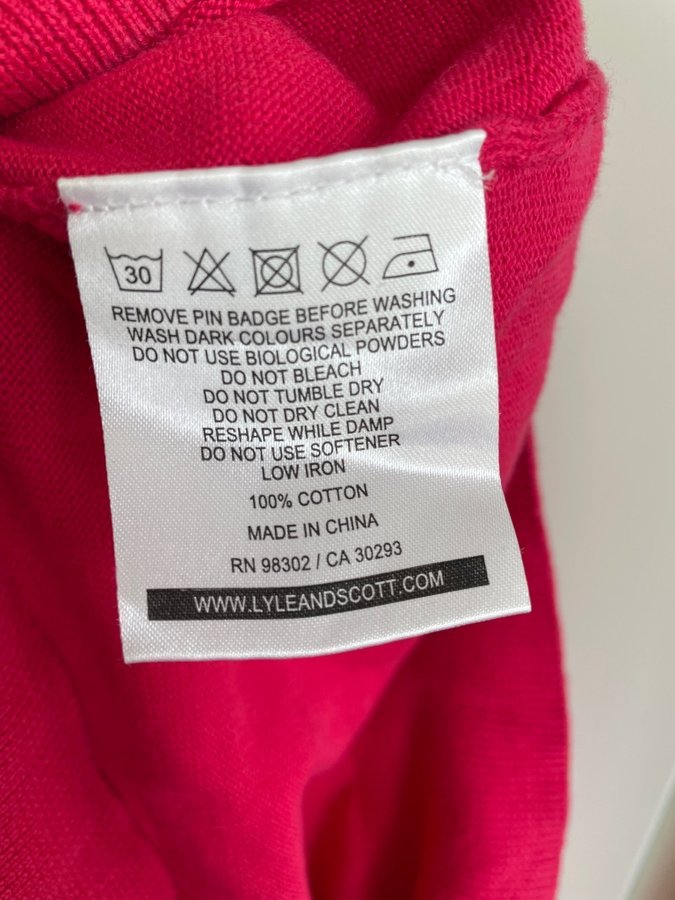 30
REMOVE PIN BADGE BEFORE WASHING
WASH DARK COLOURS SEPARATELY
DO NOT USE BIOLOGICAL POWDERS
DO NOT BLEACH
DO NOT TUMBLE DRY
DO NOT DRY CLEAN
RESHAPE WHILE DAMP
DO NOT USE SOFTENER
LOW IRON
100% COTTON
MADE IN CHINA
RN 98302 / CA 30293
WWW.LYLEANDSCOTT.COM